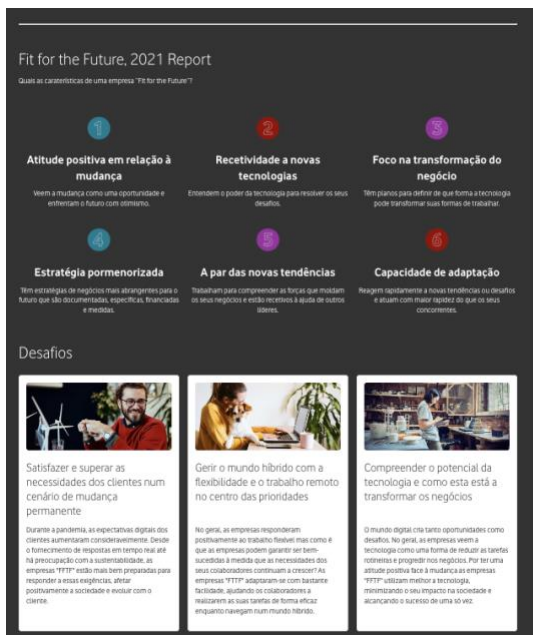 Fit for the Future, 2021 Report
Quais as caraterísticas de uma empresa "Fit for the Future"?
1
2
3
Atitude positiva em relação à
mudança
Veem a mudança como uma oportunidade e
enfrentam o futuro com otimismo.
Recetividade a novas
tecnologias
Entendem o poder da tecnologia para resolver os seus
desafios.
Foco na transformação do
negócio
Têm planos para definir de que forma a tecnologia
pode transformar suas formas de trabalhar.
4
5
6
Estratégia pormenorizada
Têm estratégias de negócios mais abrangentes para o
futuro que são documentadas, específicas, financiadas
e medidas.
A par das novas tendências
Trabalham para compreender as forças que moldam
os seus negócios e estão recetivos à ajuda de outros
líderes.
Capacidade de adaptação
Reagem rapidamente a novas tendências ou desafios
e atuam com maior rapidez do que os seus
concorrentes.
Desafios
Satisfazer e superar as
necessidades dos clientes num
cenário de mudança
permanente
Durante a pandemia, as expectativas digitais dos
clientes aumentaram consideravelmente. Desde
o fornecimento de respostas em tempo real até
há preocupação com a sustentabilidade, as
empresas "FFTF" estão mais bem preparadas para
responder a essas exigências, afetar
positivamente a sociedade e evoluir com o
cliente.
Gerir o mundo híbrido com a
flexibilidade e o trabalho remoto
no centro das prioridades
No geral, as empresas responderam
positivamente ao trabalho flexível mas como é
que as empresas podem garantir ser bem-
sucedidas à medida que as necessidades dos
seus colaboradores continuam a crescer? As
empresas "FFTP" adaptaram-se com bastante
facilidade, ajudando os colaboradores a
realizarem as suas tarefas de forma eficaz
enquanto navegam num mundo híbrido.
Compreender o potencial da
tecnologia e como esta está a
transformar os negócios
O mundo digital cria tanto oportunidades como
desafios. No geral, as empresas veem a
tecnologia como uma forma de reduzir as tarefas
rotineiras e progredir nos negócios. Por ter uma
atitude positiva face à mudança as empresas
"FFTP" utilizam melhor a tecnologia,
minimizando o seu impacto na sociedade e
alcançando o sucesso de uma só vez.